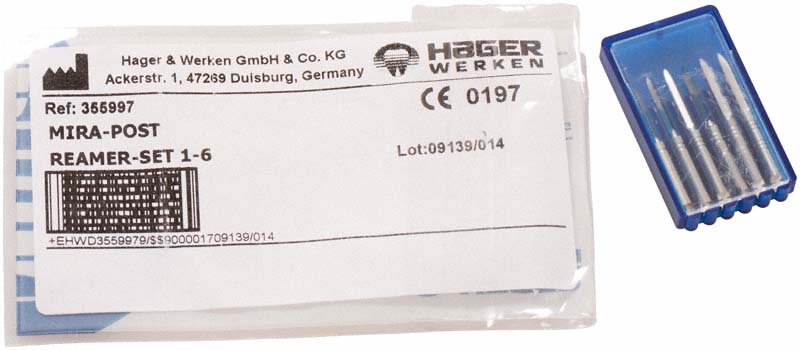 Hager & Werken GmbH & Co. KG
Ackerstr. 1, 47269 Duisburg, Germany
HAGER
WERKEN
Ref: 355997
CE 0197
MIRA-POST
REAMER-SET 1-6
Lot:09139/014
+EHWD3559979/$$900001709139/014